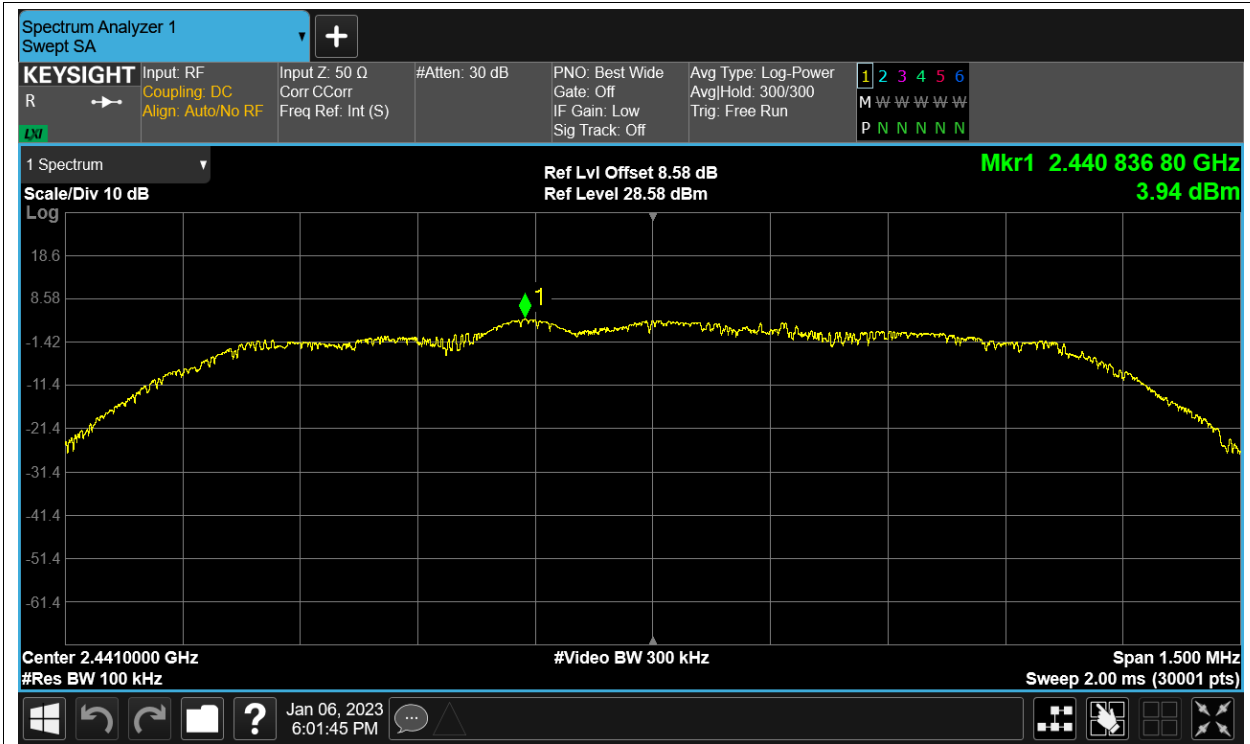 Spectrum Analyzer 1
Swept SA
KEYSIGHT
R
LXI
Input: RF
Coupling: DC
Align: Auto/No RF
Input Z: 50 Ω
Corr CCorr
Freq Ref: Int (S)
#Atten: 30 dB
PNO: Best Wide
Gate: Off
IF Gain: Low
Sig Track: Off
Avg Type: Log-Power
Avg|Hold: 300/300
Trig: Free Run
1 2 3 4 5 6
M W W W W W
P N N N N N
1 Spectrum
Scale/Div 10 dB
Log
Ref Lvl Offset 8.58 dB
Ref Level 28.58 dBm
Mkr1 2.440 836 80 GHz
3.94 dBm
18.6
8.58
-1.42
-11.4
-21.4
-31.4
-41.4
-51.4
-61.4
1
Center 2.4410000 GHz
#Res BW 100 kHz
#Video BW 300 kHz
Span 1.500 MHz
Sweep 2.00 ms (30001 pts)
?
Jan 06, 2023
6:01:45 PM